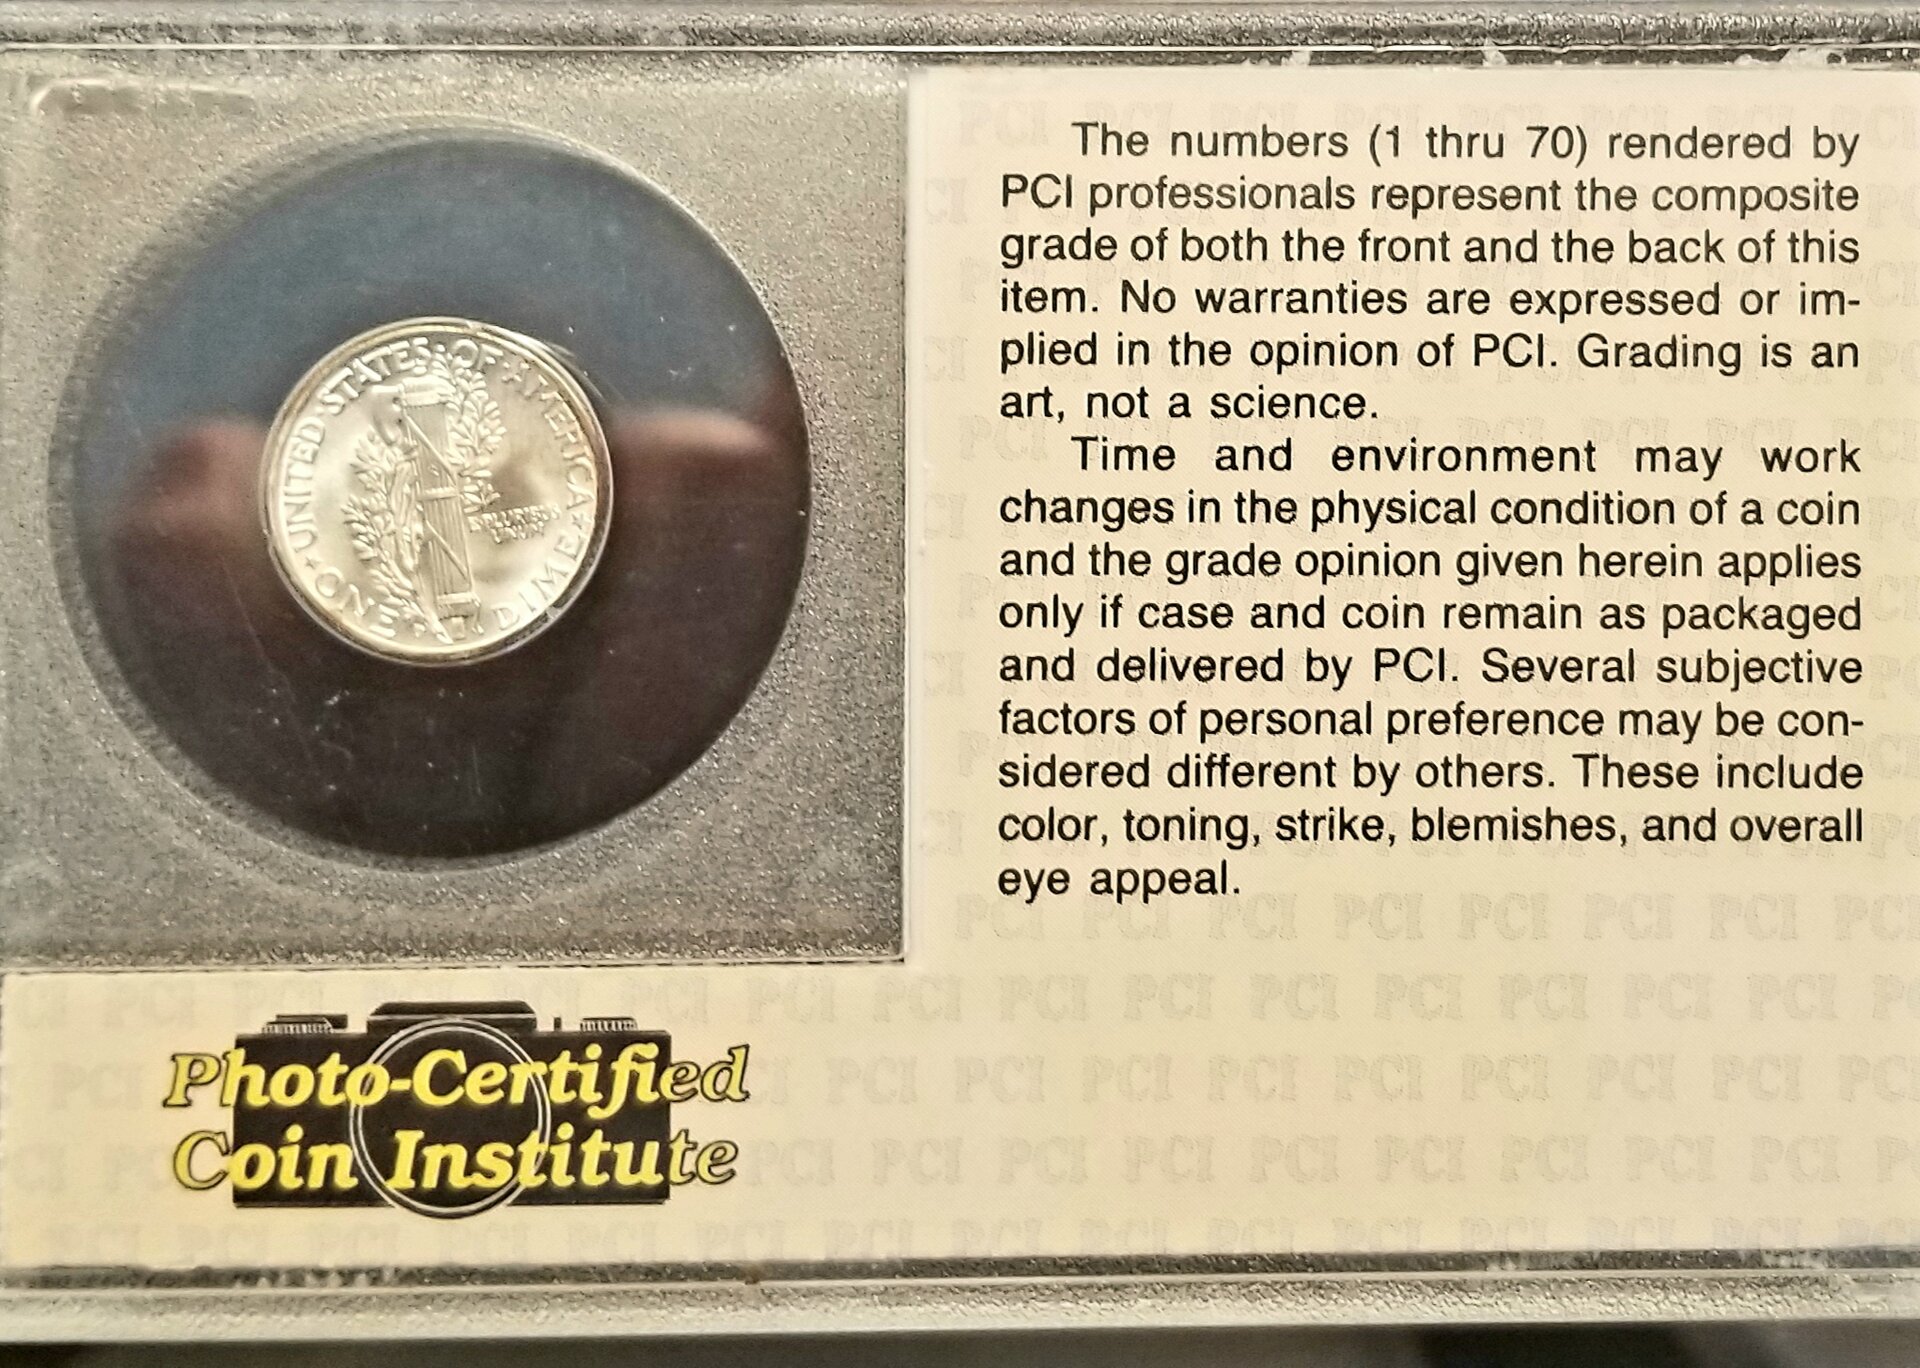 UNITED·STATES·OF·AMERICA
E·PLURIBUS
UNUM
ONE DIME
The numbers (1 thru 70) rendered by
PCI professionals represent the composite
grade of both the front and the back of this
item. No warranties are expressed or im-
plied in the opinion of PCI. Grading is an
art, not a science.
Time and environment may work
changes in the physical condition of a coin
and the grade opinion given herein applies
only if case and coin remain as packaged
and delivered by PCI. Several subjective
factors of personal preference may be con-
sidered different by others. These include
color, toning, strike, blemishes, and overall
eye appeal.
Photo-Certified
Coin Institute